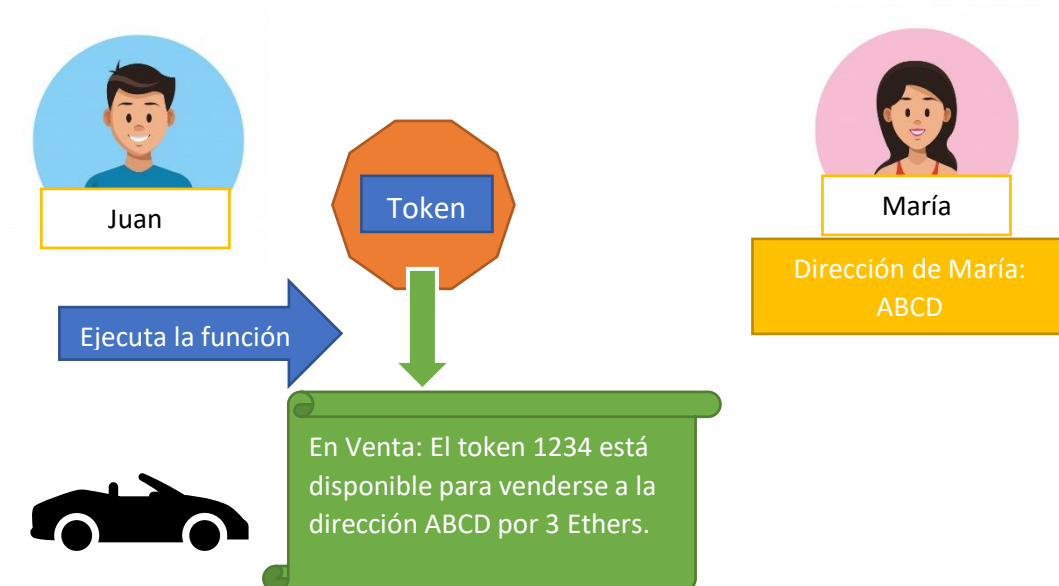 Juan
Token
María
Dirección de María:
ABCD
Ejecuta la función
En Venta: El token 1234 está
disponible para venderse a la
dirección ABCD por 3 Ethers.